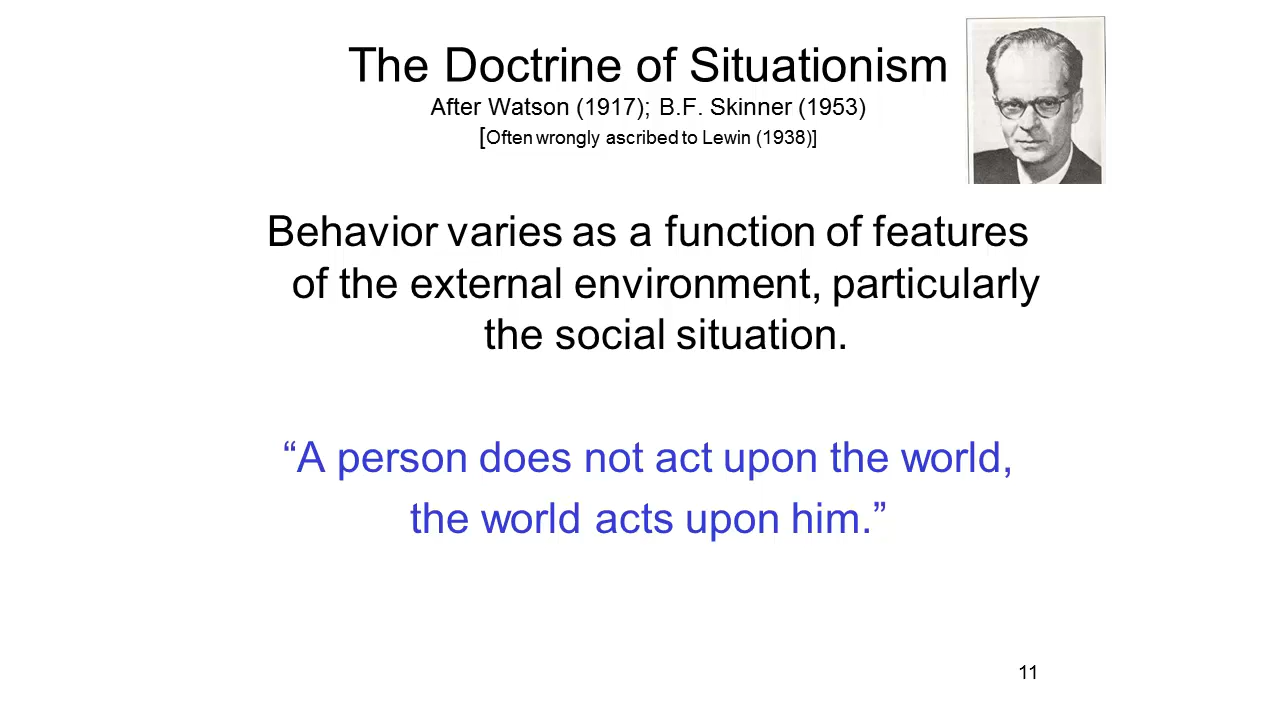 The Doctrine of Situationism
After Watson (1917); B.F. Skinner (1953)
[Often wrongly ascribed to Lewin (1938)]
Behavior varies as a function of features
of the external environment, particularly
the social situation.
“A person does not act upon the world,
the world acts upon him.”
11